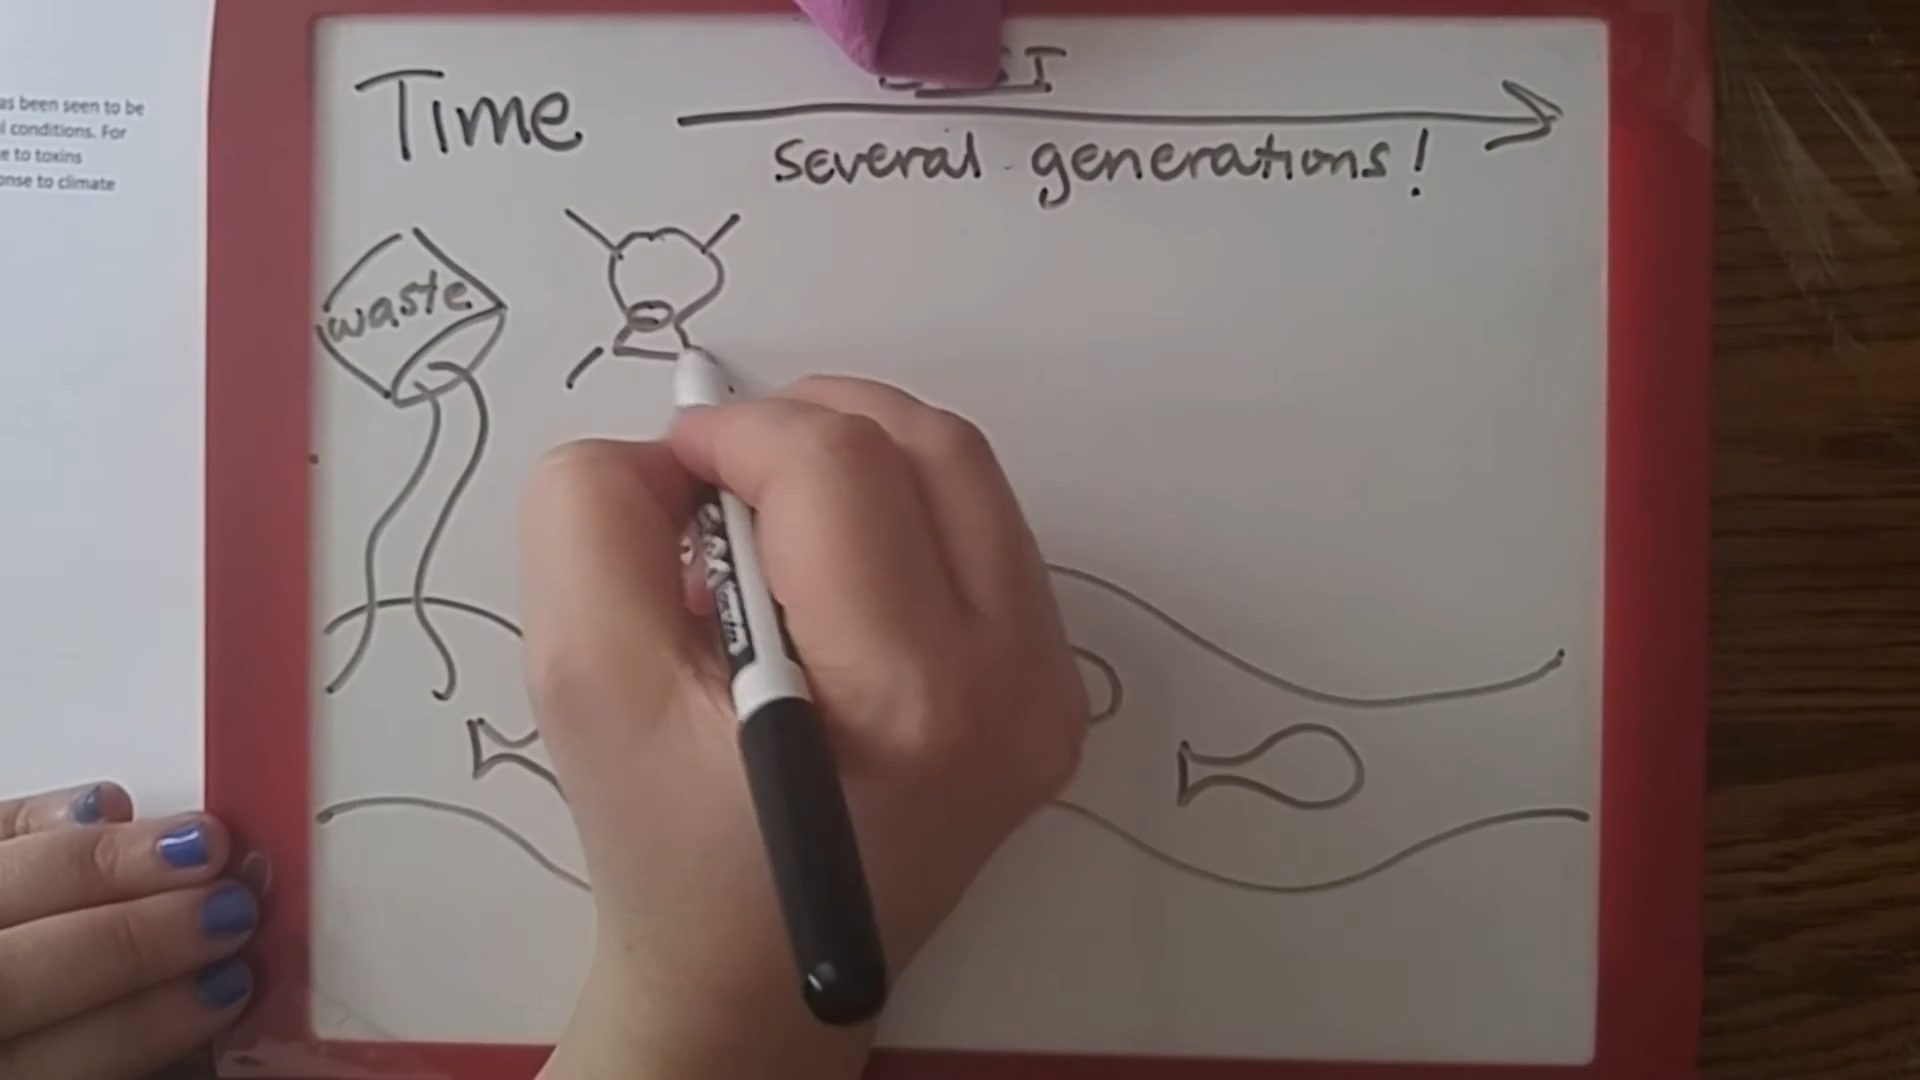 as been seen to be
l conditions. For
e to toxins
onse to climate
Time
several generations!
waste